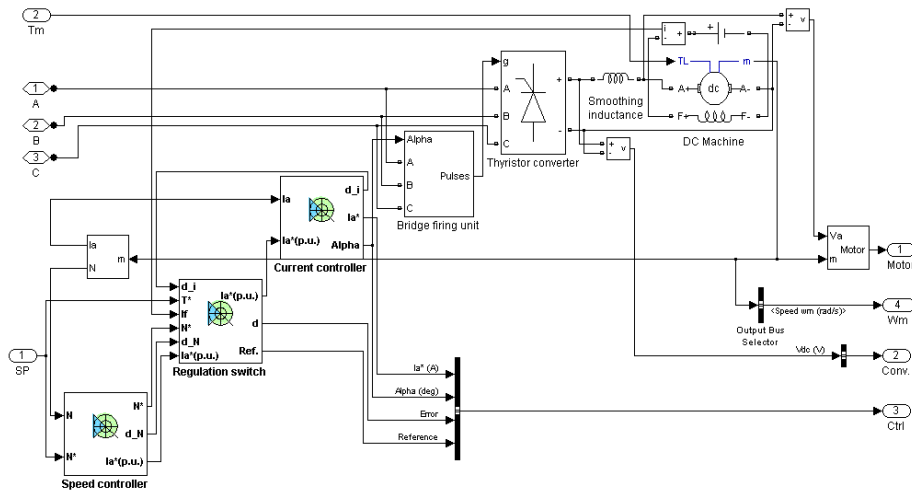 2
Tm
1
A
2
B
3
C
g
A
B
C
+
-
Thyristor converter
Smoothing
inductance
i
+
-
+
-
v
TL
m
A+
dc
A-
F+
F-
DC Machine
+
-
v
Alpha
A
B
C
Pulses
Bridge firing unit
Ia
Ia*(p.u.)
d_i
Ia*
Alpha
Current controller
Ia
N
m
d_i
T*
If
N*
d_N
Ia*(p.u.)
Ia*(p.u.)
d
Ref.
Regulation switch
1
SP
N
N*
N*
d_N
Ia*(p.u.)
Speed controller
Ia* (A)
Alpha (deg)
Error
Reference
Va
m
Motor
1
Motor
<Speed wm (rad/s)>
Output Bus
Selector
4
Wm
Vdc (V)
2
Conv.
3
Ctrl